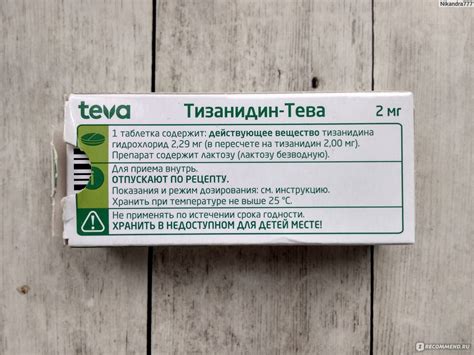 Nikandra777
teva
Тизанидин-Тева
2 мг
1 таблетка содержит: действующее вещество тизанидина
гидрохлорид 2,29 мг (в пересчете на тизанидин 2,00 мг).
Препарат содержит лактозу (лактозу безводную).
Для приема внутрь.
ОТПУСКАЮТ ПО РЕЦЕПТУ.
Показания и режим дозирования: см. инструкцию.
Хранить при температуре не выше 25 °C.
Не применять по истечении срока годности.
ХРАНИТЬ В НЕДОСТУПНОМ ДЛЯ ДЕТЕЙ МЕСТЕ!
IRECOMMEND.RU